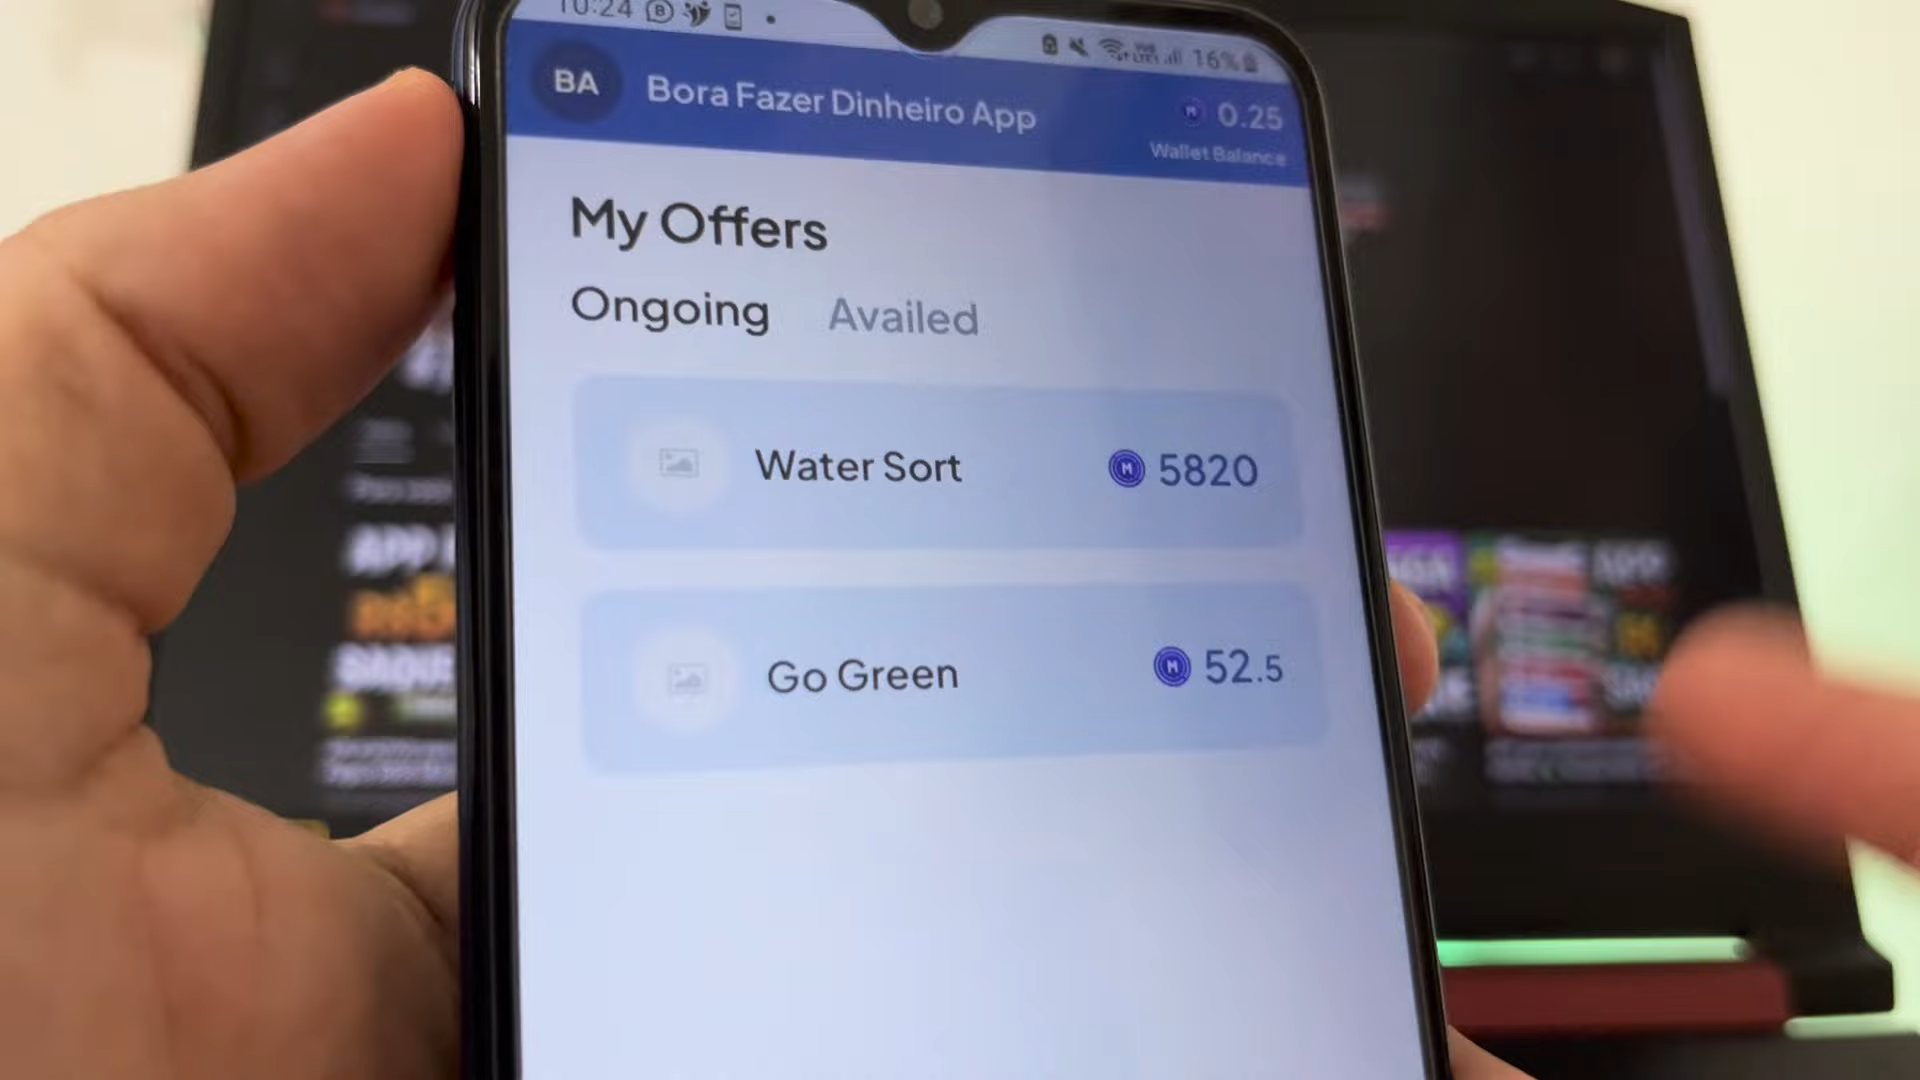 10:24
16%
BA Bora Fazer Dinheiro App M 0.25
Wallet Balance
My Offers
Ongoing Availed
Water Sort M 5820
Go Green M 52.5
APP